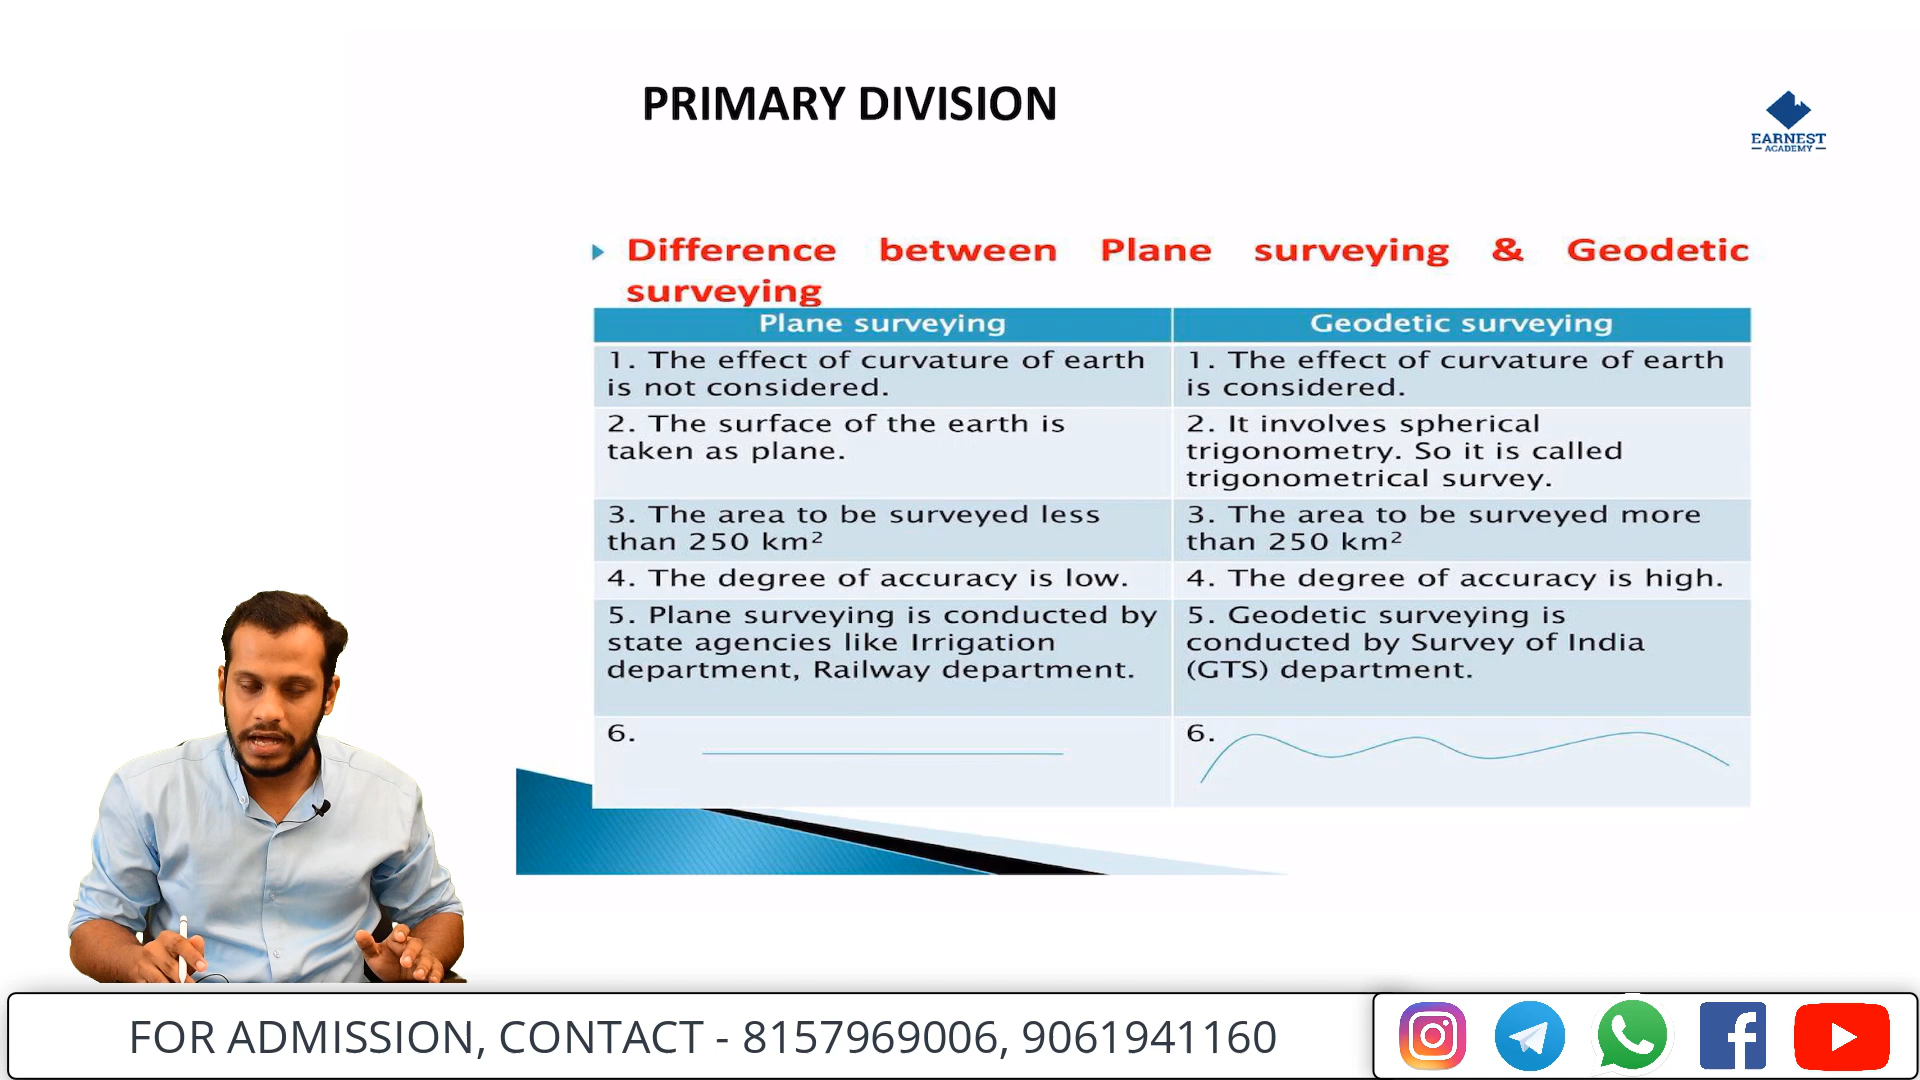 PRIMARY DIVISION
EARNEST
ACADEMY
Difference between Plane surveying & Geodetic
surveying
Plane surveying
Geodetic surveying
1. The effect of curvature of earth
is not considered.
1. The effect of curvature of earth
is considered.
2. The surface of the earth is
taken as plane.
2. It involves spherical
trigonometry. So it is called
trigonometrical survey.
3. The area to be surveyed less
than 250 km²
3. The area to be surveyed more
than 250 km²
4. The degree of accuracy is low.
4. The degree of accuracy is high.
5. Plane surveying is conducted by
state agencies like Irrigation
department, Railway department.
5. Geodetic surveying is
conducted by Survey of India
(GTS) department.
6.
6.
FOR ADMISSION, CONTACT - 8157969006, 9061941160